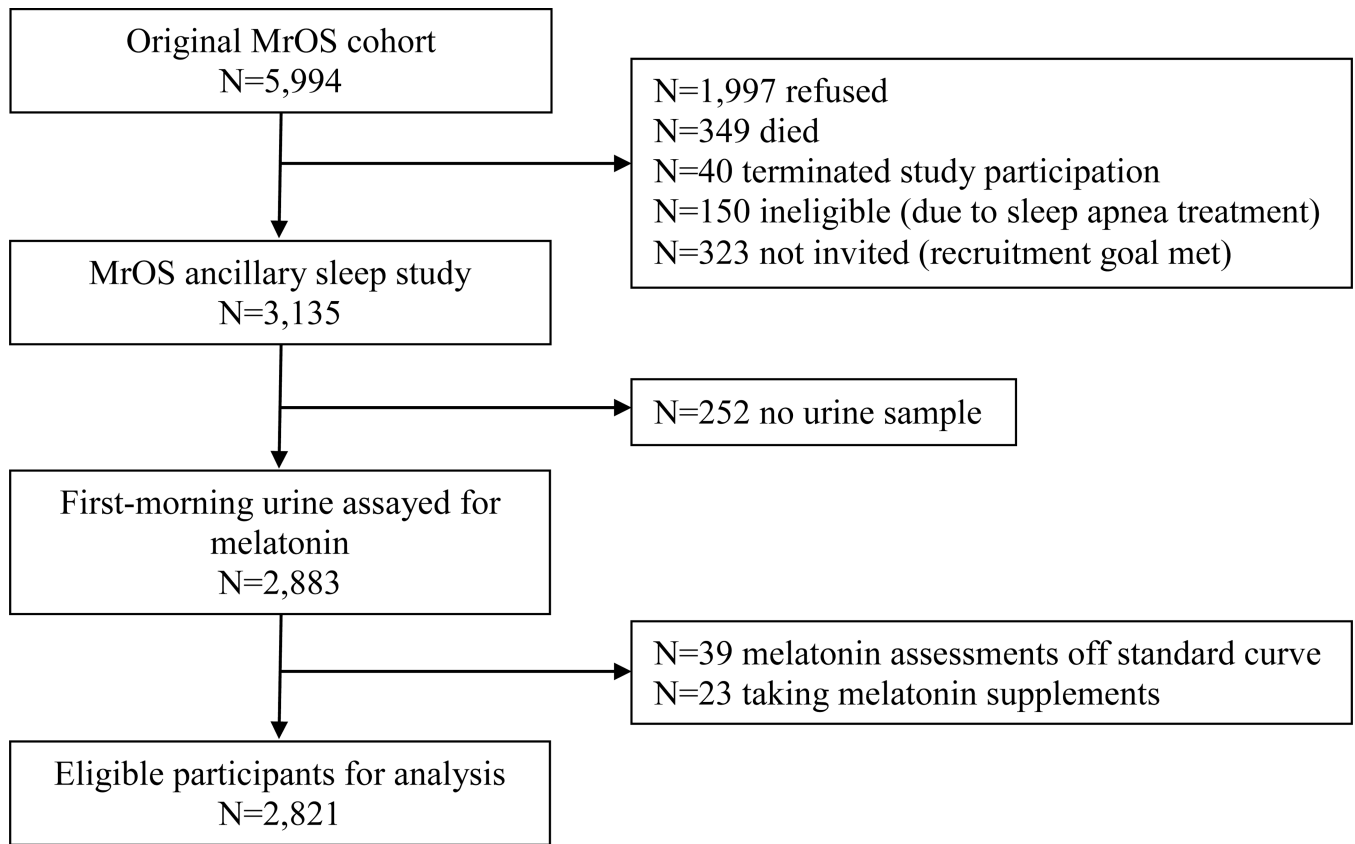 Original MrOS cohort
N=5,994
N=1,997 refused
N=349 died
N=40 terminated study participation
N=150 ineligible (due to sleep apnea treatment)
N=323 not invited (recruitment goal met)
MrOS ancillary sleep study
N=3,135
N=252 no urine sample
First-morning urine assayed for
melatonin
N=2,883
N=39 melatonin assessments off standard curve
N=23 taking melatonin supplements
Eligible participants for analysis
N=2,821